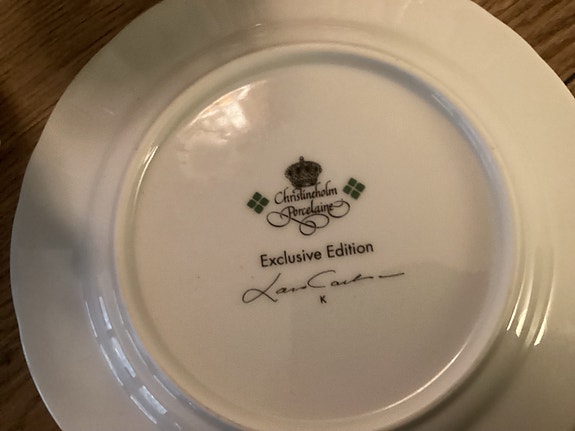 Christineholm
Porcelaine
Exclusive Edition
K